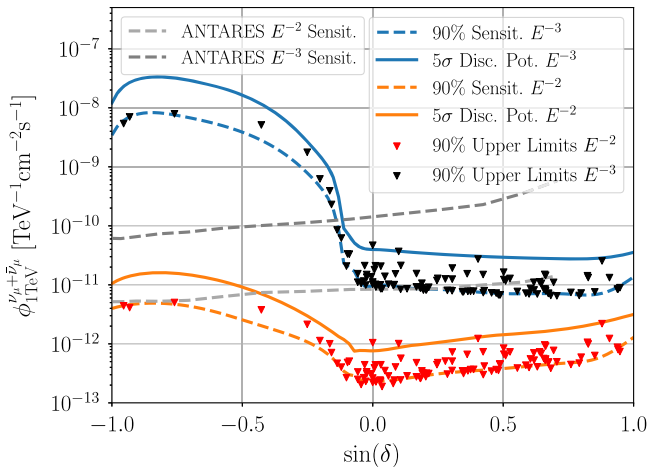 ANTARES E⁻² Sensit.
ANTARES E⁻³ Sensit.
90% Sensit. E⁻³
5σ Disc. Pot. E⁻³
90% Sensit. E⁻²
5σ Disc. Pot. E⁻²
90% Upper Limits E⁻²
90% Upper Limits E⁻³
10⁻⁷
10⁻⁸
10⁻⁹
10⁻¹⁰
10⁻¹¹
10⁻¹²
10⁻¹³
ϕ^{ν_μ+ν̄_μ}_{1TeV} [TeV⁻¹cm⁻²s⁻¹]
−1.0 −0.5 0.0 0.5 1.0
sin(δ)